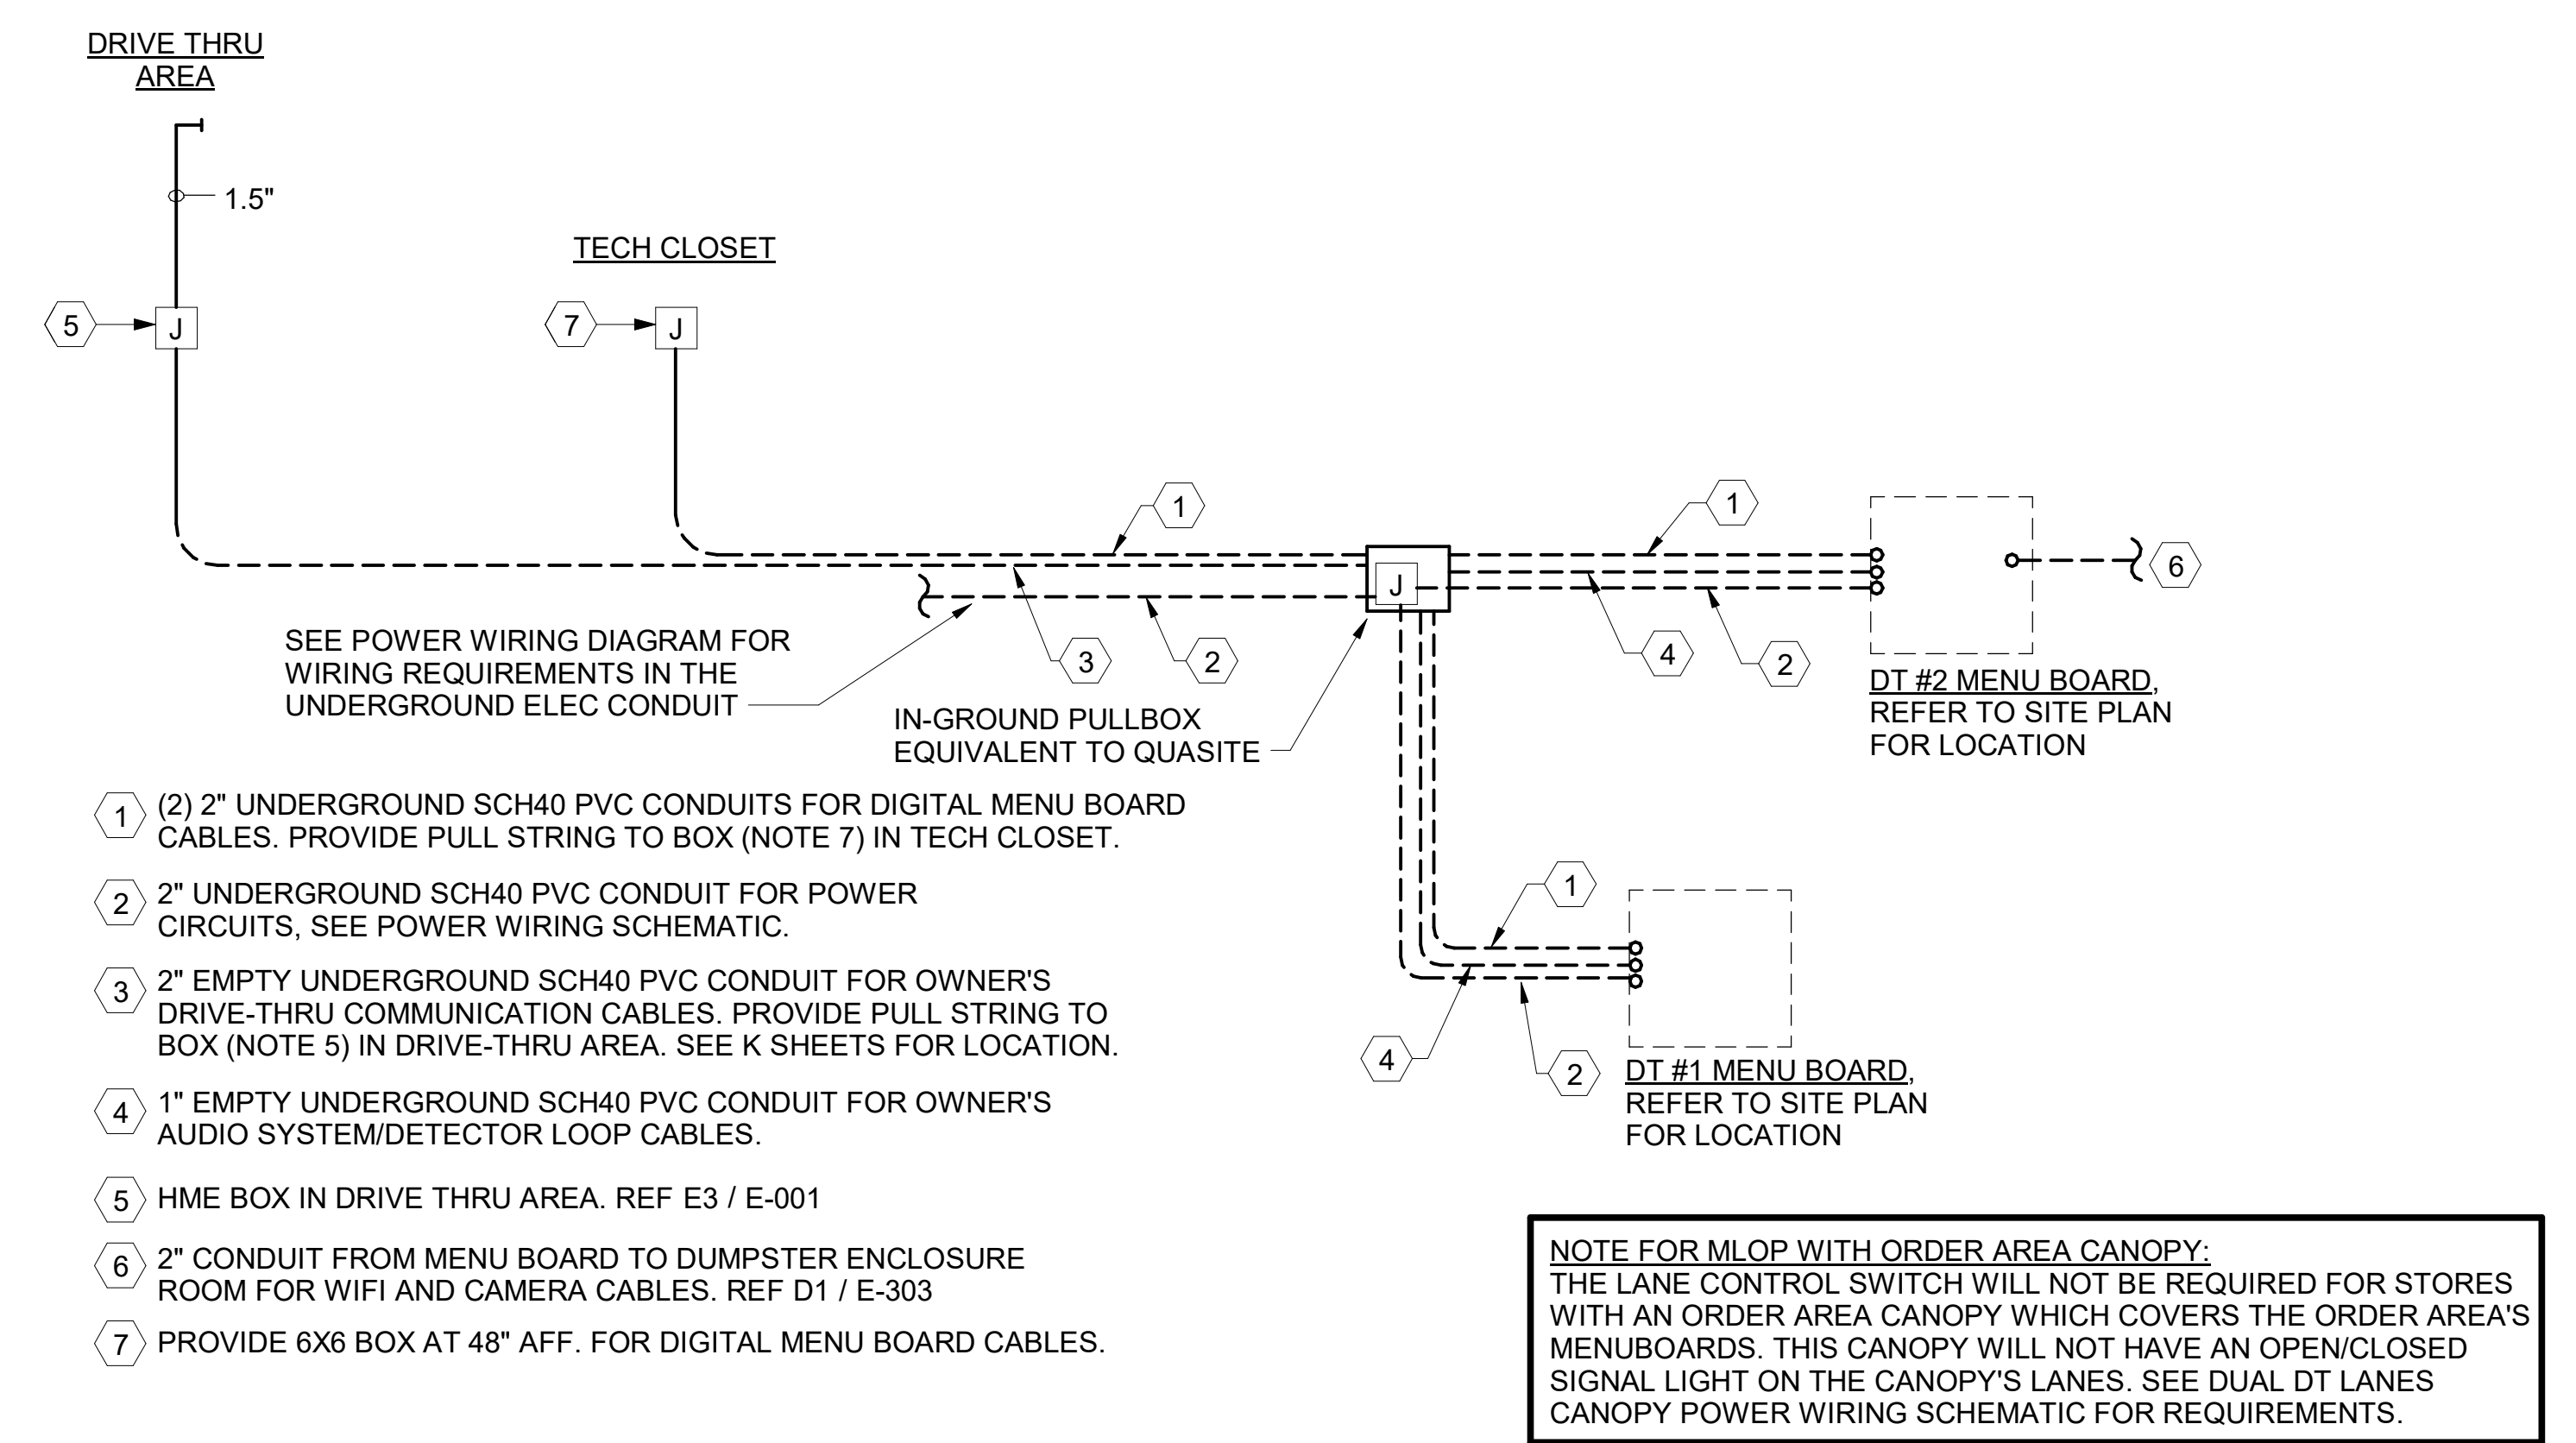 DRIVE THRU
AREA
1.5"
TECH CLOSET
5
J
7
J
1
1
6
J
SEE POWER WIRING DIAGRAM FOR
WIRING REQUIREMENTS IN THE
UNDERGROUND ELEC CONDUIT
3
2
4
2
IN-GROUND PULLBOX
EQUIVALENT TO QUASITE
DT #2 MENU BOARD,
REFER TO SITE PLAN
FOR LOCATION
1
4
2
DT #1 MENU BOARD,
REFER TO SITE PLAN
FOR LOCATION
1 (2) 2" UNDERGROUND SCH40 PVC CONDUITS FOR DIGITAL MENU BOARD
CABLES. PROVIDE PULL STRING TO BOX (NOTE 7) IN TECH CLOSET.
2 2" UNDERGROUND SCH40 PVC CONDUIT FOR POWER
CIRCUITS, SEE POWER WIRING SCHEMATIC.
3 2" EMPTY UNDERGROUND SCH40 PVC CONDUIT FOR OWNER'S
DRIVE-THRU COMMUNICATION CABLES. PROVIDE PULL STRING TO
BOX (NOTE 5) IN DRIVE-THRU AREA. SEE K SHEETS FOR LOCATION.
4 1" EMPTY UNDERGROUND SCH40 PVC CONDUIT FOR OWNER'S
AUDIO SYSTEM/DETECTOR LOOP CABLES.
5 HME BOX IN DRIVE THRU AREA. REF E3 / E-001
6 2" CONDUIT FROM MENU BOARD TO DUMPSTER ENCLOSURE
ROOM FOR WIFI AND CAMERA CABLES. REF D1 / E-303
7 PROVIDE 6X6 BOX AT 48" AFF. FOR DIGITAL MENU BOARD CABLES.
NOTE FOR MLOP WITH ORDER AREA CANOPY:
THE LANE CONTROL SWITCH WILL NOT BE REQUIRED FOR STORES
WITH AN ORDER AREA CANOPY WHICH COVERS THE ORDER AREA'S
MENUBOARDS. THIS CANOPY WILL NOT HAVE AN OPEN/CLOSED
SIGNAL LIGHT ON THE CANOPY'S LANES. SEE DUAL DT LANES
CANOPY POWER WIRING SCHEMATIC FOR REQUIREMENTS.